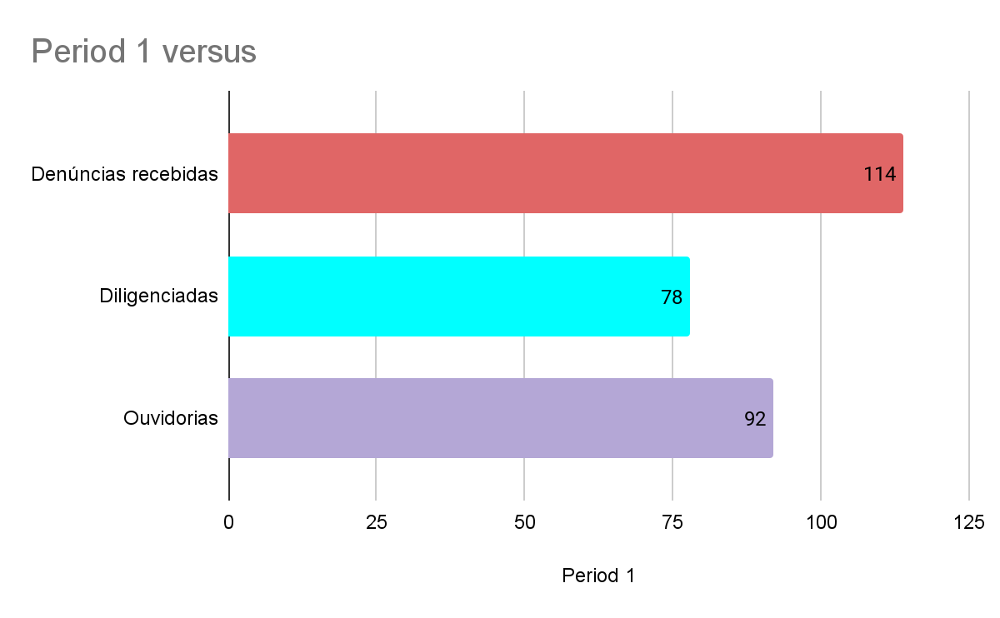 Period 1 versus
Denúncias recebidas
114
Diligenciadas
78
Ouvidorias
92
0 25 50 75 100 125
Period 1